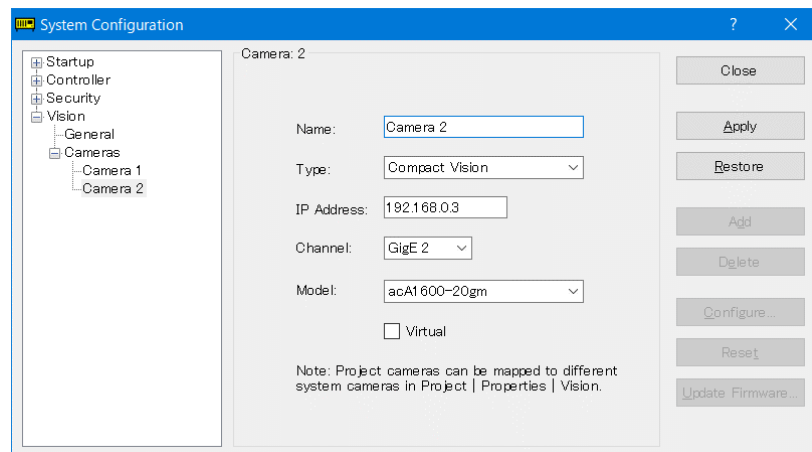 System Configuration
Startup
Controller
Security
Vision
General
Cameras
Camera 1
Camera 2
Camera: 2
Name: Camera 2
Type: Compact Vision
IP Address: 192.168.0.3
Channel: GigE 2
Model: acA1600-20gm
Virtual
Note: Project cameras can be mapped to different
system cameras in Project | Properties | Vision.
Close
Apply
Restore
Add
Delete
Configure...
Reset
Update Firmware...